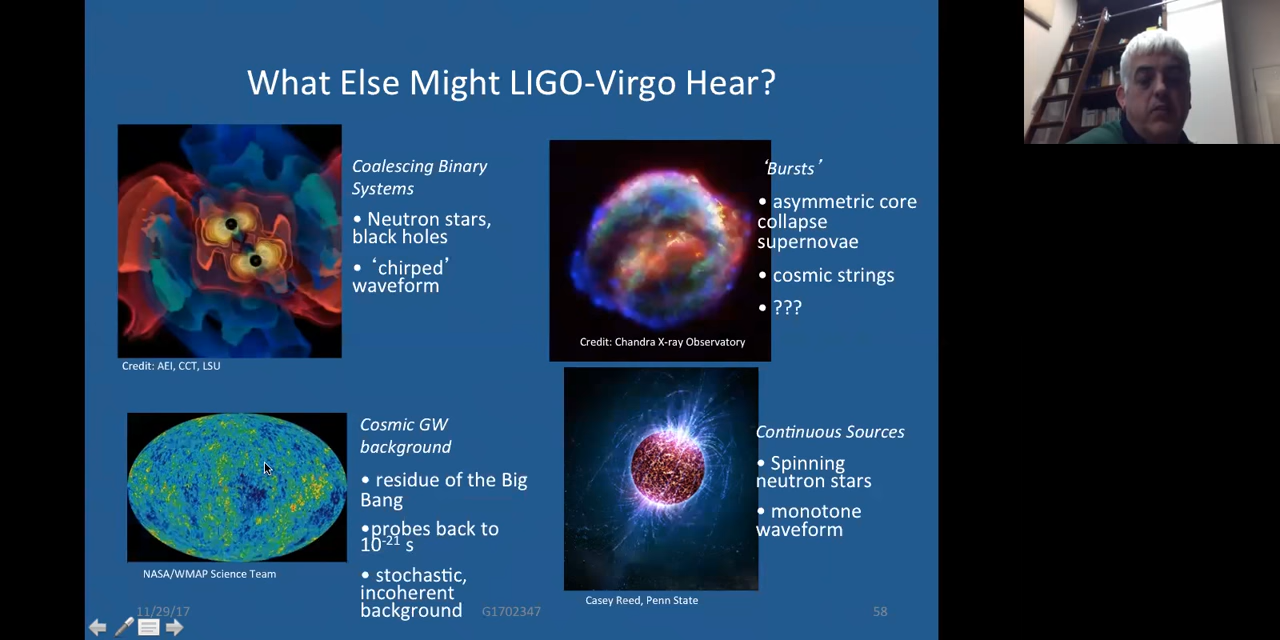 What Else Might LIGO-Virgo Hear?
Coalescing Binary
Systems
• Neutron stars,
black holes
• ‘chirped’
waveform
Credit: AEI, CCT, LSU
‘Bursts’
• asymmetric core
collapse
supernovae
• cosmic strings
• ???
Credit: Chandra X-ray Observatory
Cosmic GW
background
• residue of the Big
Bang
•probes back to
10⁻²¹ s
• stochastic,
incoherent
background
NASA/WMAP Science Team
Continuous Sources
• Spinning
neutron stars
• monotone
waveform
Casey Reed, Penn State
11/29/17
G1702347
58